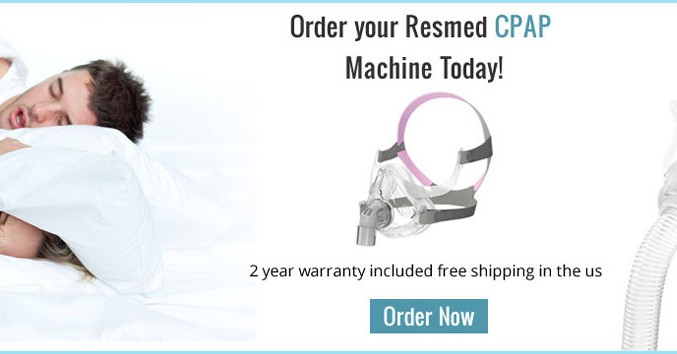 Order your Resmed CPAP
Machine Today!
2 year warranty included free shipping in the us
Order Now